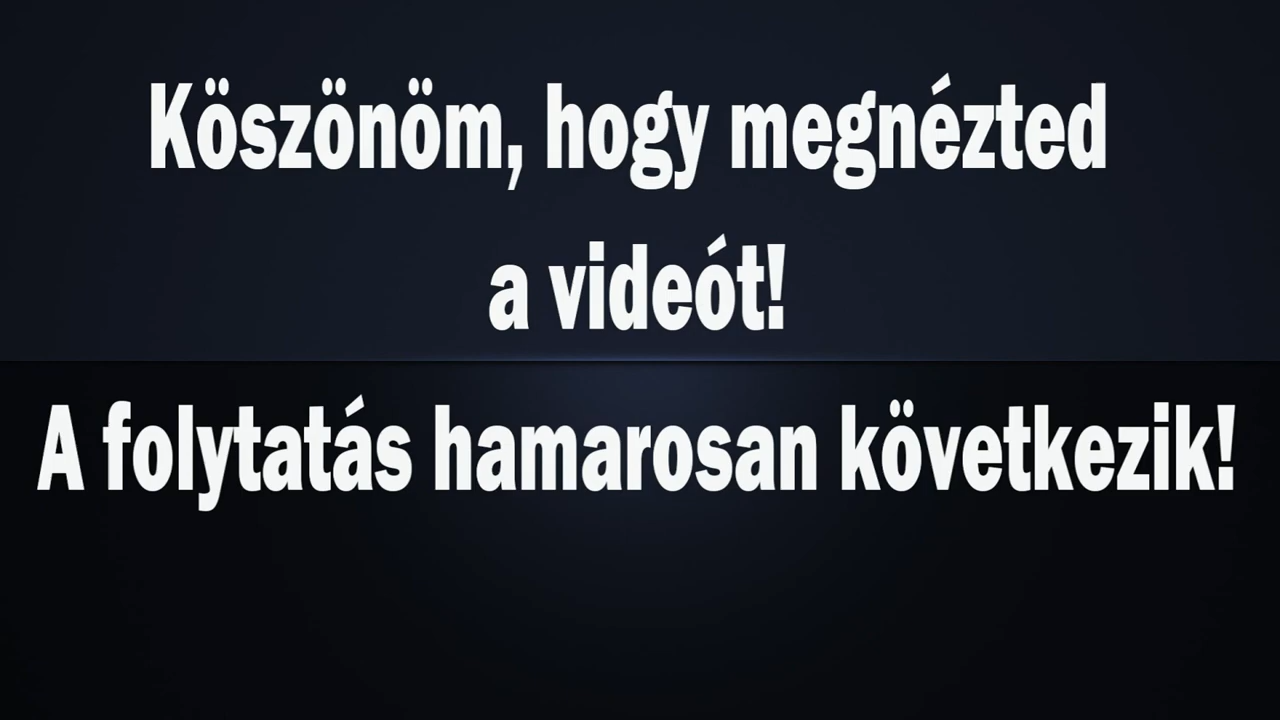 Köszönöm, hogy megnézted
a videót!
A folytatás hamarosan következik!